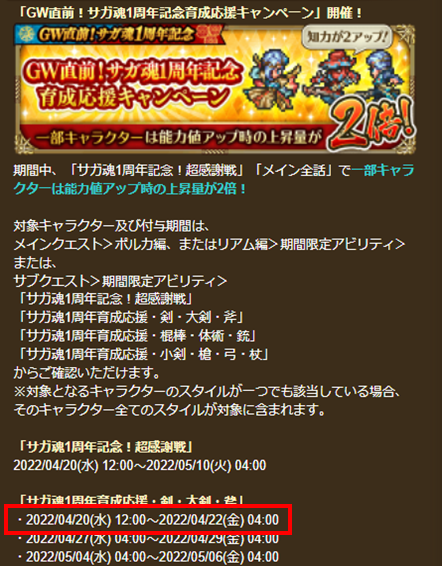 「GW直前！サガ魂1周年記念育成応援キャンペーン」開催！
GW直前！サガ魂1周年記念
知力が2アップ！
GW直前！サガ魂1周年記念
育成応援キャンペーン
一部キャラクターは能力値アップ時の上昇量が
2倍！
期間中、「サガ魂1周年記念！超感謝戦」「メイン全話」で一部キャラ
クターは能力値アップ時の上昇量が2倍！
対象キャラクター及び付与期間は、
メインクエスト＞ポルカ編、またはリアム編＞期間限定アビリティ＞
または、
サブクエスト＞期間限定アビリティ＞
「サガ魂1周年記念！超感謝戦」
「サガ魂1周年育成応援・剣・大剣・斧」
「サガ魂1周年育成応援・棍棒・体術・銃」
「サガ魂1周年育成応援・小剣・槍・弓・杖」
からご確認いただけます。
※対象となるキャラクターのスタイルが一つでも該当している場合、
そのキャラクター全てのスタイルが対象に含まれます。
「サガ魂1周年記念！超感謝戦」
2022/04/20(水) 12:00～2022/05/10(火) 04:00
「サガ魂1周年育成応援・剣・大剣・斧」
・2022/04/20(水) 12:00～2022/04/22(金) 04:00
・2022/04/27(水) 04:00～2022/04/29(金) 04:00
・2022/05/04(水) 04:00～2022/05/06(金) 04:00